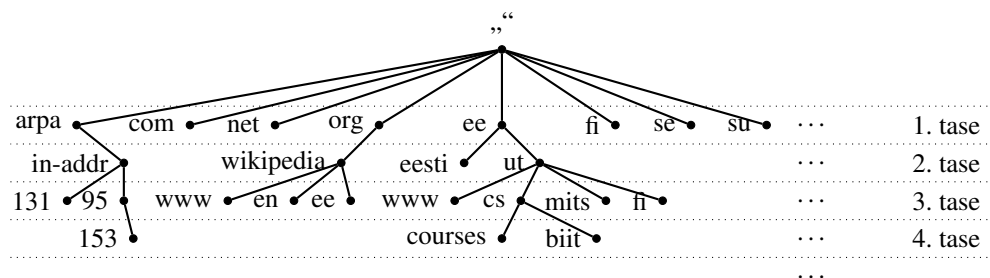 „“
arpa com net org ee fi se su ... 1. tase
in-addr wikipedia eesti ut ... 2. tase
131 95 www en ee www cs mits fi ... 3. tase
153 courses biit ... 4. tase
...